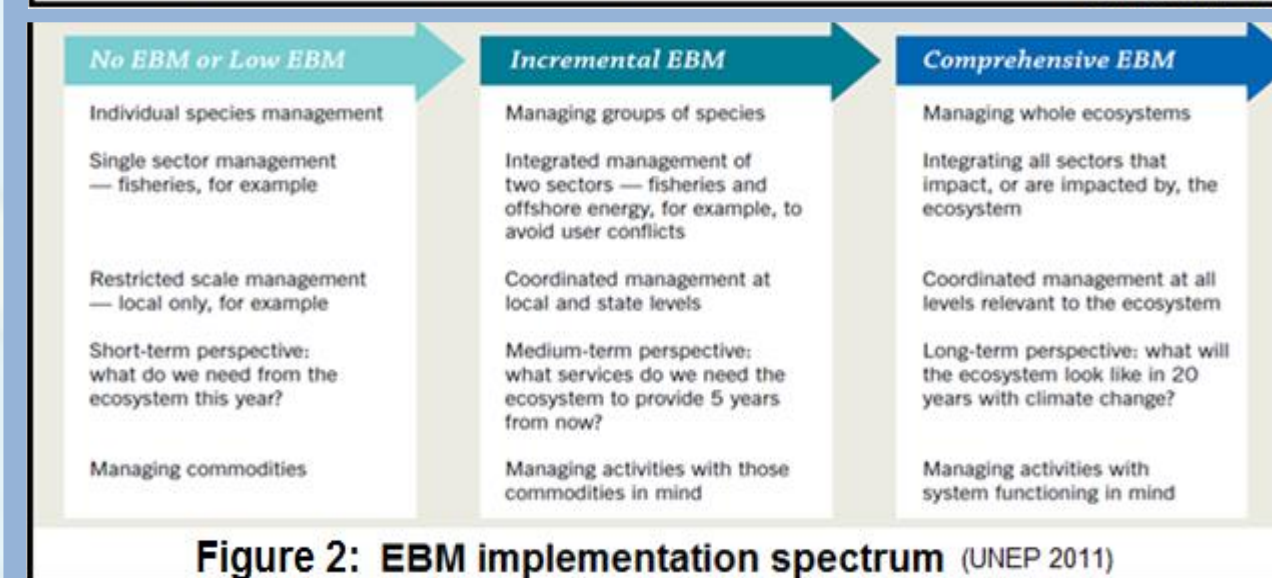 No EBM or Low EBM
Individual species management
Single sector management
— fisheries, for example
Restricted scale management
— local only, for example
Short-term perspective:
what do we need from the
ecosystem this year?
Managing commodities
Incremental EBM
Managing groups of species
Integrated management of
two sectors — fisheries and
offshore energy, for example, to
avoid user conflicts
Coordinated management at
local and state levels
Medium-term perspective:
what services do we need the
ecosystem to provide 5 years
from now?
Managing activities with those
commodities in mind
Comprehensive EBM
Managing whole ecosystems
Integrating all sectors that
impact, or are impacted by, the
ecosystem
Coordinated management at all
levels relevant to the ecosystem
Long-term perspective: what will
the ecosystem look like in 20
years with climate change?
Managing activities with
system functioning in mind
Figure 2: EBM implementation spectrum (UNEP 2011)